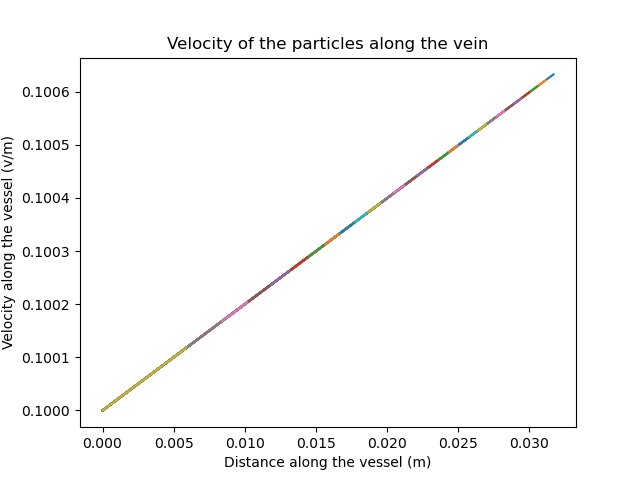 Velocity of the particles along the vein
Velocity along the vessel (v/m)
0.1006
0.1005
0.1004
0.1003
0.1002
0.1001
0.1000
0.000 0.005 0.010 0.015 0.020 0.025 0.030
Distance along the vessel (m)